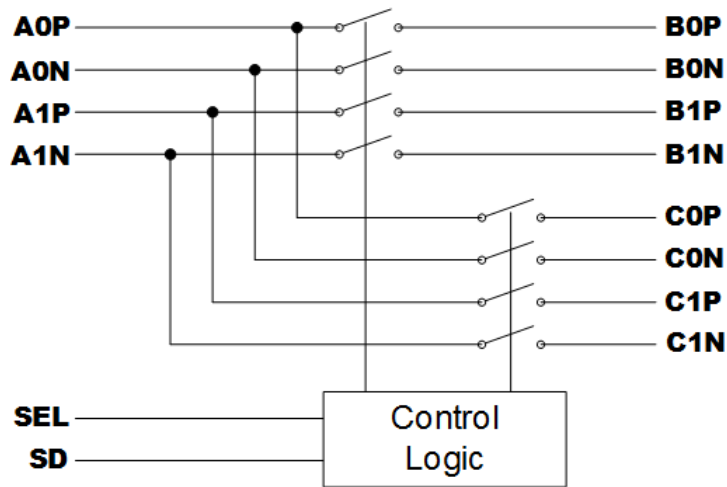 A0P
B0P
A0N
B0N
A1P
B1P
A1N
B1N
C0P
C0N
C1P
C1N
SEL
SD
Control
Logic